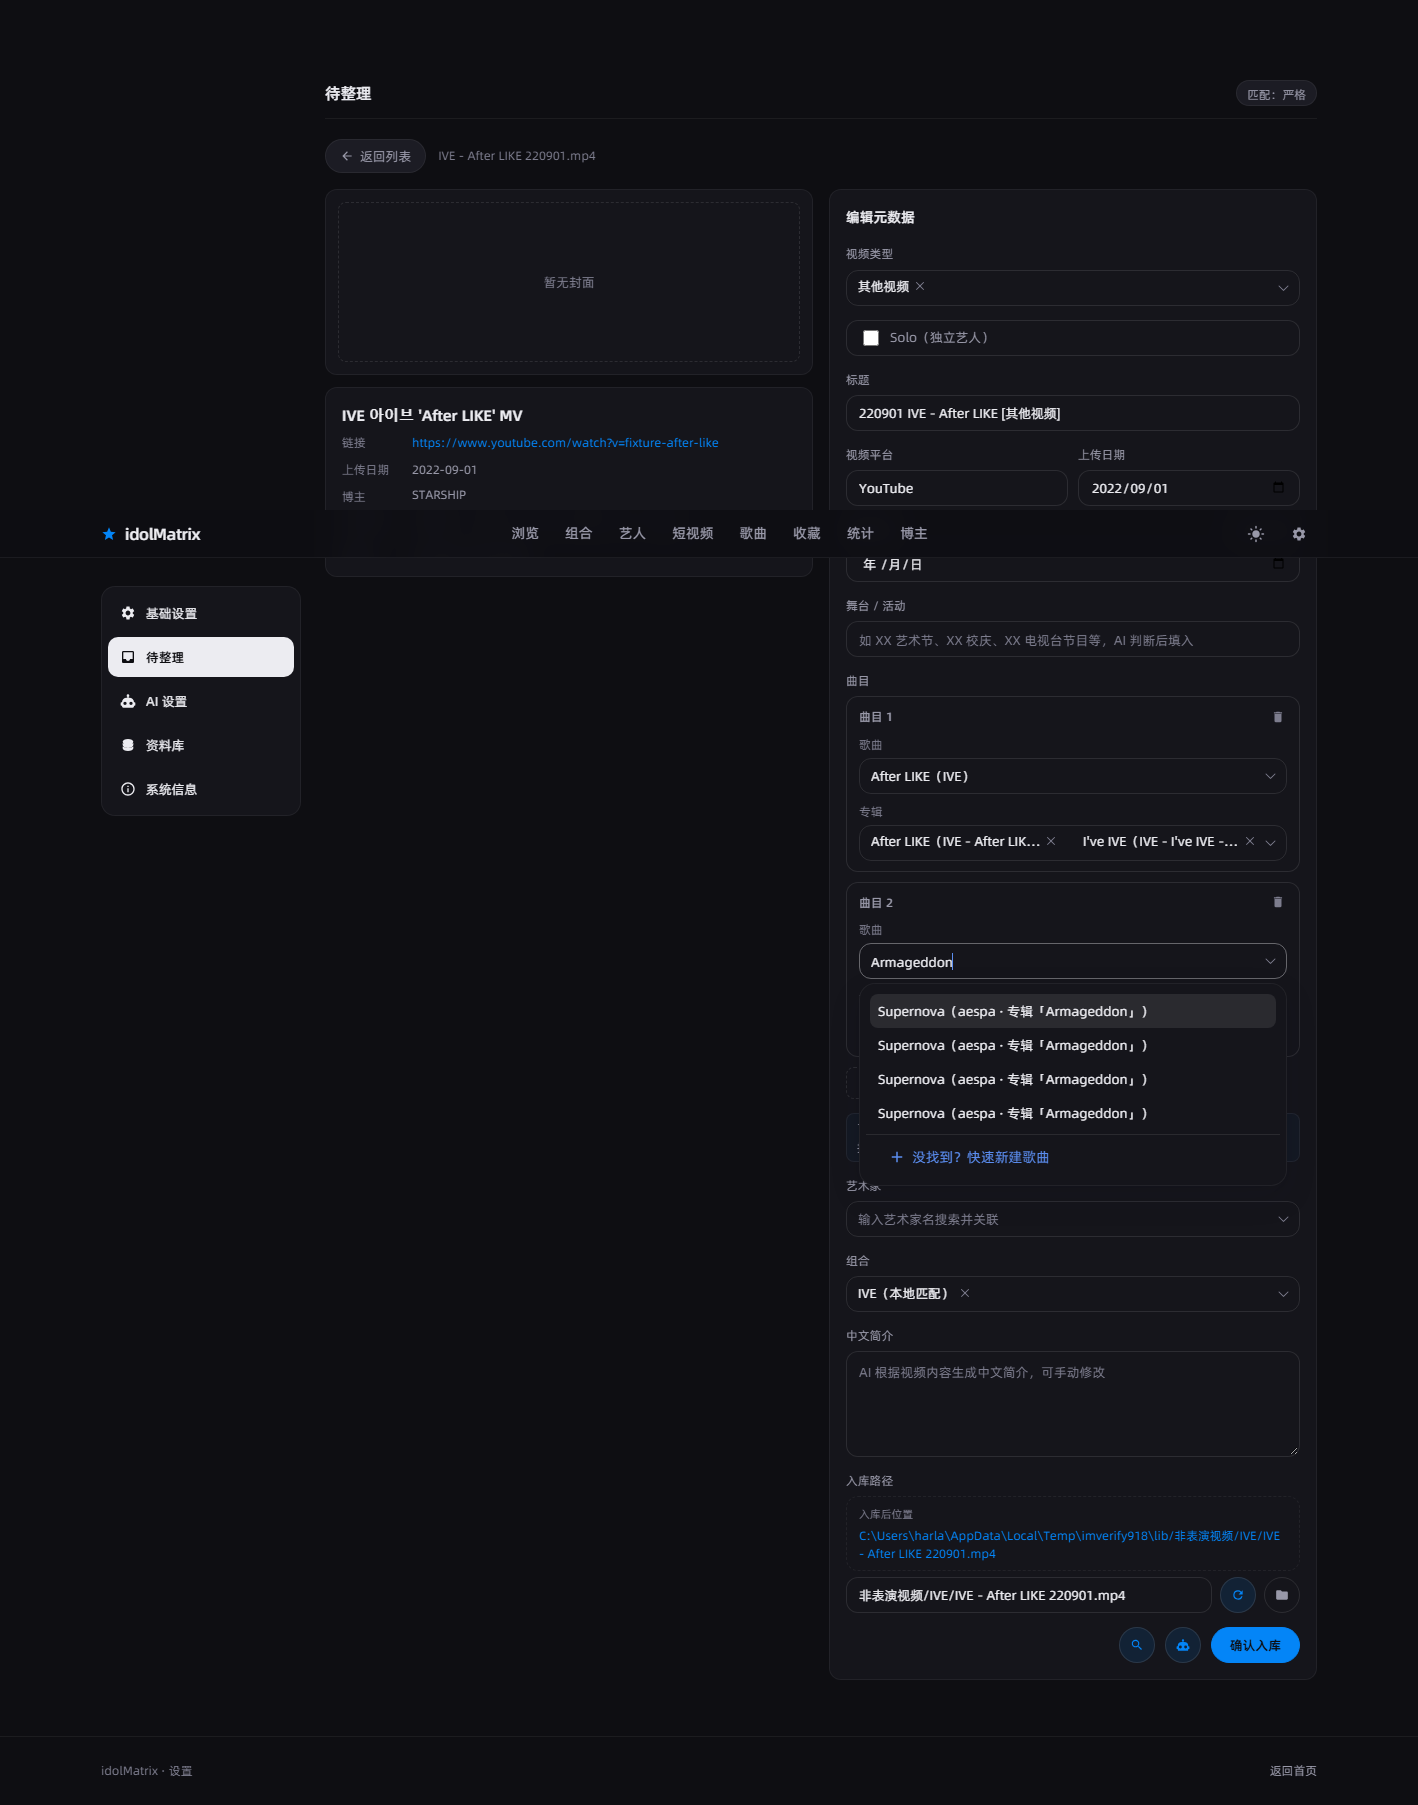 待整理
匹配：严格
返回列表
IVE - After LIKE 220901.mp4
暂无封面
IVE 아이브 'After LIKE' MV
链接
https://www.youtube.com/watch?v=fixture-after-like
上传日期
2022-09-01
博主
STARSHIP
编辑元数据
视频类型
其他视频
Solo（独立艺人）
标题
220901 IVE - After LIKE [其他视频]
视频平台
上传日期
YouTube
2022/09/01
idolMatrix
浏览
组合
艺人
短视频
歌曲
收藏
统计
博主
基础设置
待整理
AI 设置
资料库
系统信息
年 /月/日
舞台 / 活动
如 XX 艺术节、XX 校庆、XX 电视台节目等，AI 判断后填入
曲目
曲目 1
歌曲
After LIKE（IVE）
专辑
After LIKE（IVE - After LIK...
I've IVE（IVE - I've IVE -...
曲目 2
歌曲
Armageddon
Supernova（aespa · 专辑「Armageddon」）
Supernova（aespa · 专辑「Armageddon」）
Supernova（aespa · 专辑「Armageddon」）
Supernova（aespa · 专辑「Armageddon」）
没找到？快速新建歌曲
艺术家
输入艺术家名搜索并关联
组合
IVE（本地匹配）
中文简介
AI 根据视频内容生成中文简介，可手动修改
入库路径
入库后位置
C:\Users\harla\AppData\Local\Temp\imverify918\lib/非表演视频/IVE/IVE
- After LIKE 220901.mp4
非表演视频/IVE/IVE - After LIKE 220901.mp4
确认入库
idolMatrix · 设置
返回首页